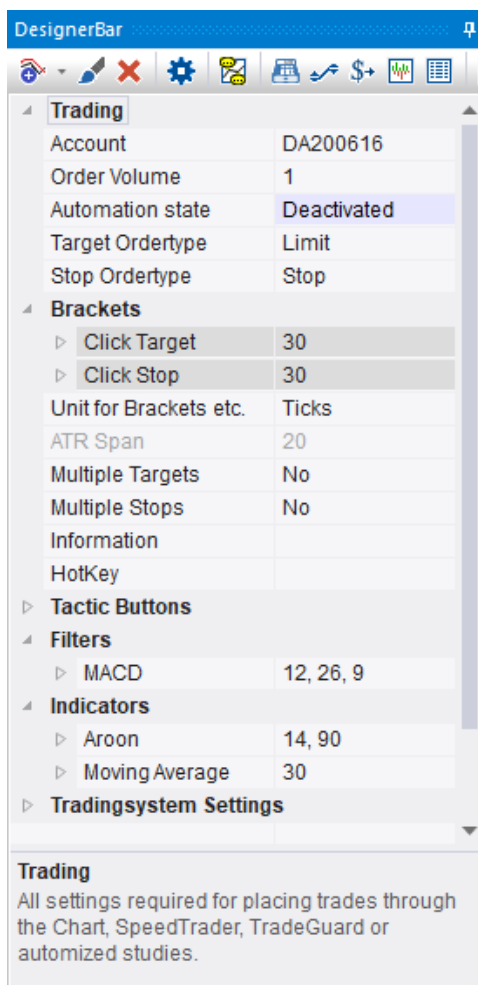 DesignerBar
Trading
Account DA200616
Order Volume 1
Automation state Deactivated
Target Ordertype Limit
Stop Ordertype Stop
Brackets
Click Target 30
Click Stop 30
Unit for Brackets etc. Ticks
ATR Span 20
Multiple Targets No
Multiple Stops No
Information
HotKey
Tactic Buttons
Filters
MACD 12, 26, 9
Indicators
Aroon 14, 90
Moving Average 30
Tradingsystem Settings
Trading
All settings required for placing trades through
the Chart, SpeedTrader, TradeGuard or
automized studies.